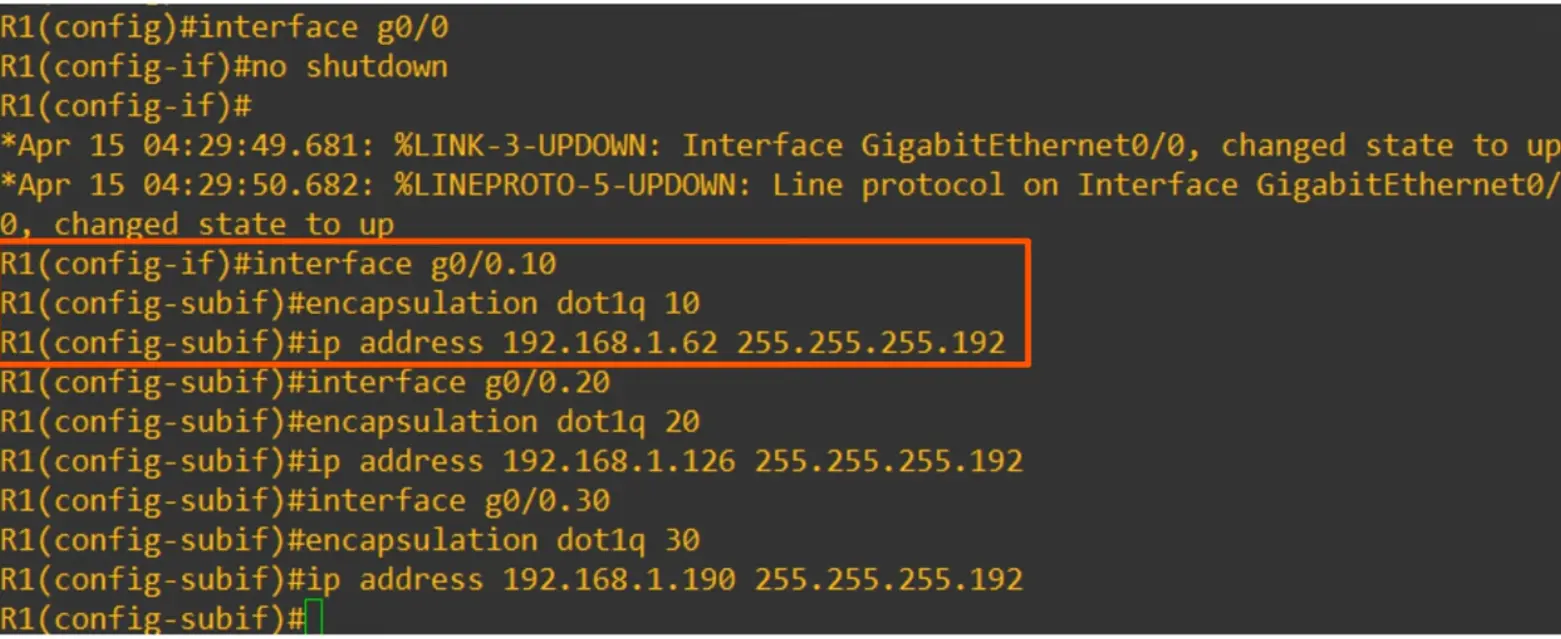 R1(config)#interface g0/0
R1(config-if)#no shutdown
R1(config-if)#
*Apr 15 04:29:49.681: %LINK-3-UPDOWN: Interface GigabitEthernet0/0, changed state to up
*Apr 15 04:29:50.682: %LINEPROTO-5-UPDOWN: Line protocol on Interface GigabitEthernet0/
0, changed state to up
R1(config-if)#interface g0/0.10
R1(config-subif)#encapsulation dot1q 10
R1(config-subif)#ip address 192.168.1.62 255.255.255.192
R1(config-subif)#interface g0/0.20
R1(config-subif)#encapsulation dot1q 20
R1(config-subif)#ip address 192.168.1.126 255.255.255.192
R1(config-subif)#interface g0/0.30
R1(config-subif)#encapsulation dot1q 30
R1(config-subif)#ip address 192.168.1.190 255.255.255.192
R1(config-subif)#